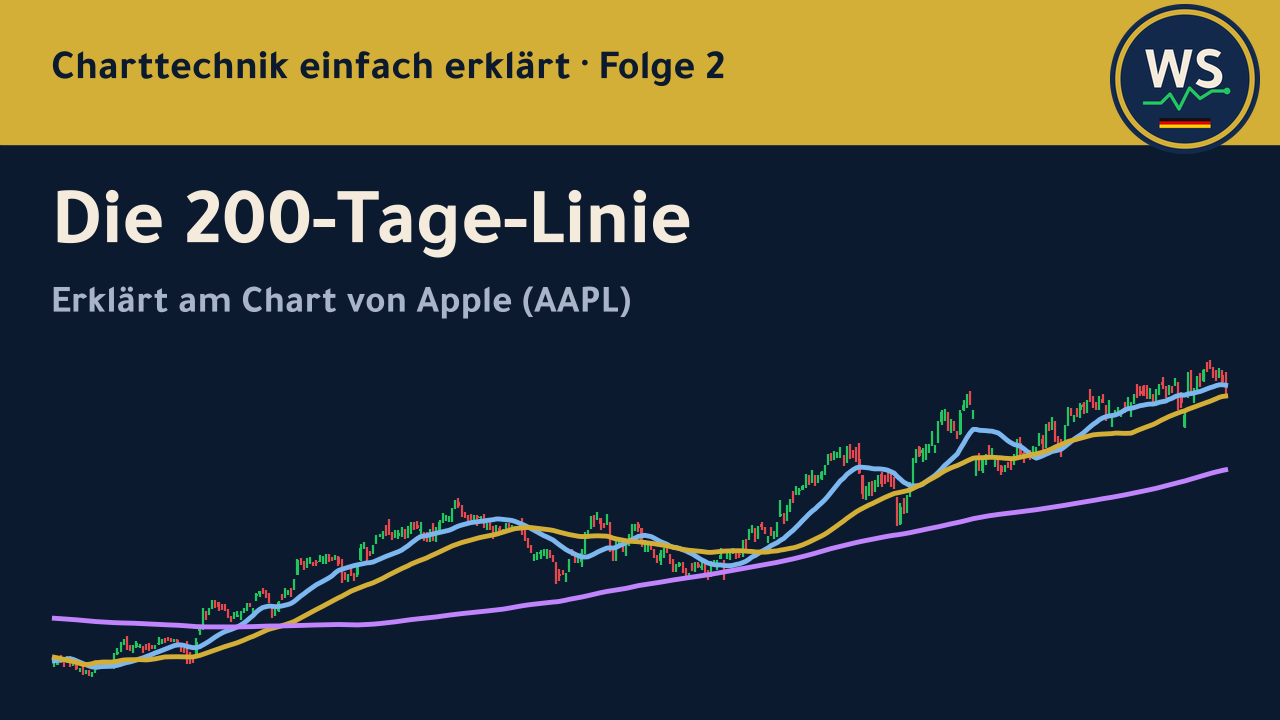 Charttechnik einfach erklärt · Folge 2
WS
Die 200-Tage-Linie
Erklärt am Chart von Apple (AAPL)